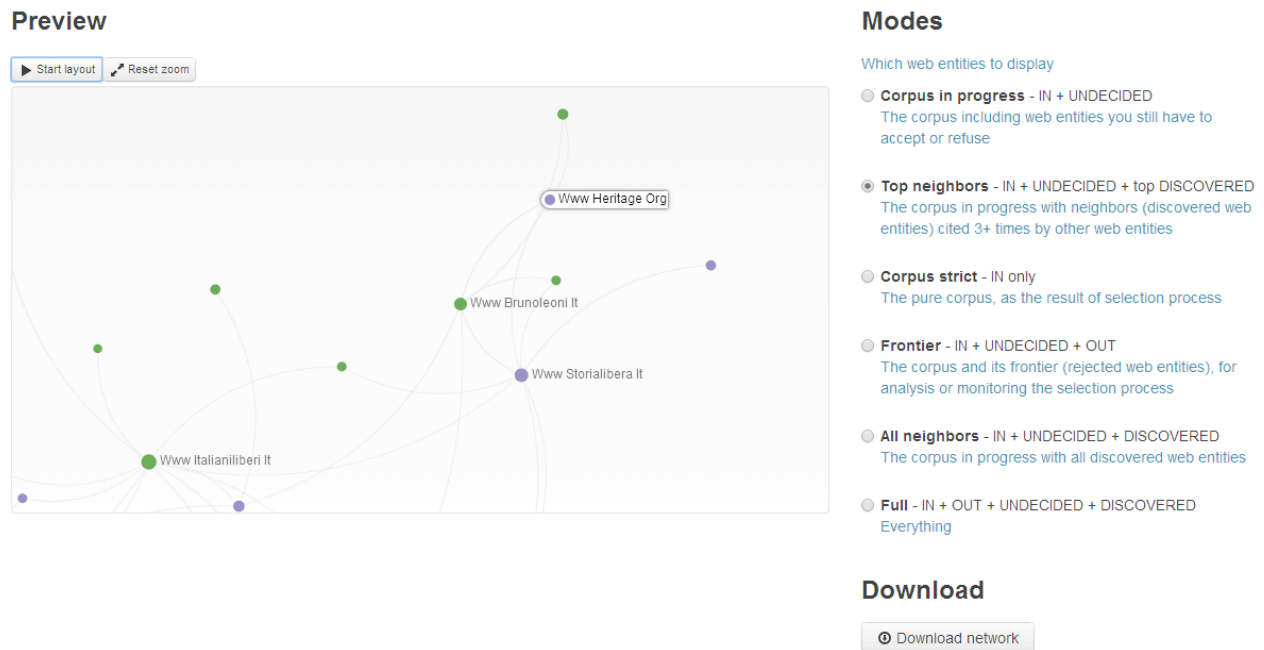 Preview
Start layout
Reset zoom
Www Heritage Org
Www Brunoleoni It
Www Storialibera It
Www Italianiliberi It
Modes
Which web entities to display
Corpus in progress - IN + UNDECIDED
The corpus including web entities you still have to
accept or refuse
Top neighbors - IN + UNDECIDED + top DISCOVERED
The corpus in progress with neighbors (discovered web
entities) cited 3+ times by other web entities
Corpus strict - IN only
The pure corpus, as the result of selection process
Frontier - IN + UNDECIDED + OUT
The corpus and its frontier (rejected web entities), for
analysis or monitoring the selection process
All neighbors - IN + UNDECIDED + DISCOVERED
The corpus in progress with all discovered web entities
Full - IN + OUT + UNDECIDED + DISCOVERED
Everything
Download
Download network